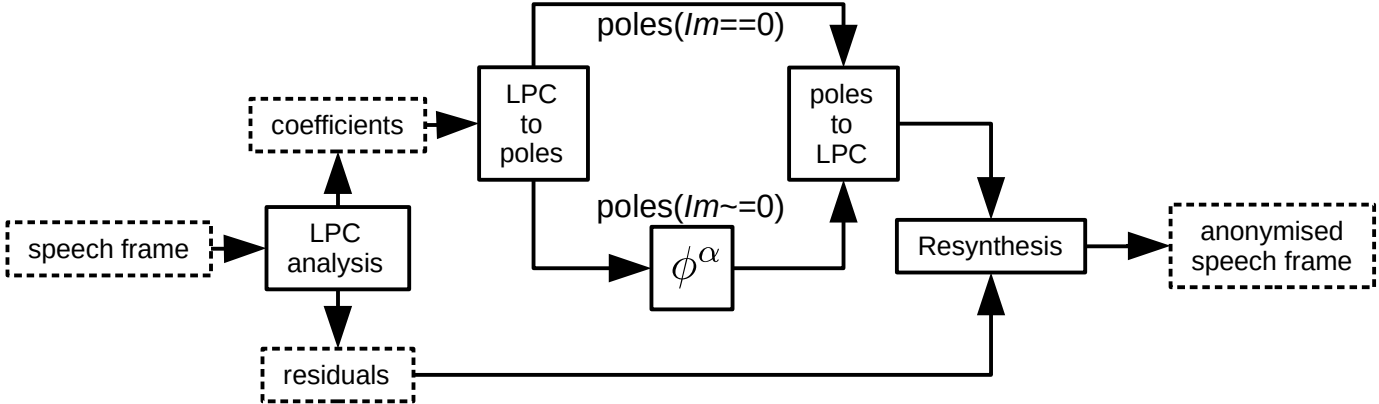 speech frame
LPC
analysis
coefficients
residuals
LPC
to
poles
poles(Im==0)
poles(Im~=0)
ϕ^α
poles
to
LPC
Resynthesis
anonymised
speech frame